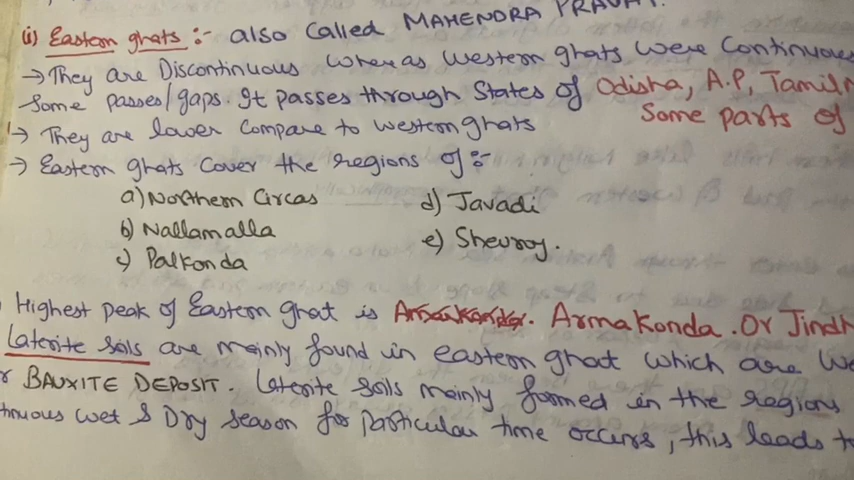 (ii) Eastern ghats :- also called MAHENDRA PRAVAT.
→ They are Discontinuous whereas Western ghats were Continuous
Some passes/gaps. It passes through States of Odisha, A.P, Tamil
Some parts of
→ They are lower compare to western ghats
→ Eastern ghats cover the regions of :-
a) Northern Circas d) Javadi
b) Nallamalla e) Shevroy.
c) Palkonda
Highest peak of Eastern ghat is Armakonda. Or Jindh
Laterite soils are mainly found in eastern ghat which are We
BAUXITE DEPOSIT. Laterite soils mainly formed in the regions
tinuous wet & Dry season for particular time occurs, this leads to